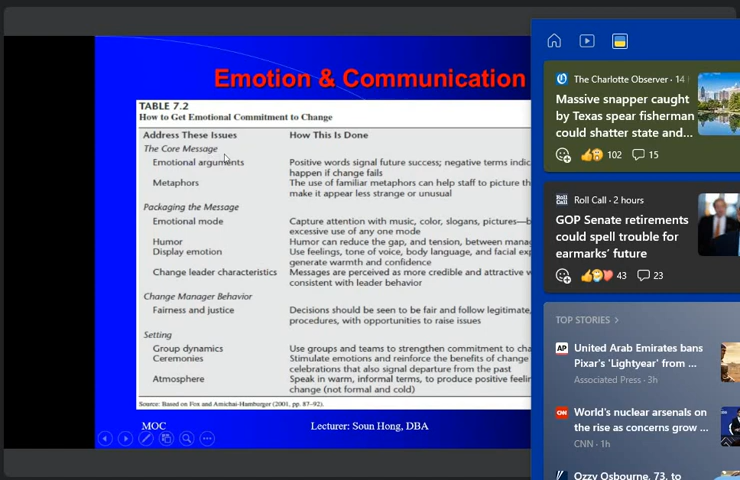 Emotion & Communication
TABLE 7.2
How to Get Emotional Commitment to Change
Address These Issues How This Is Done
The Core Message
Emotional arguments Positive words signal future success; negative terms indic
happen if change fails
Metaphors The use of familiar metaphors can help staff to picture th
make it appear less strange or unusual
Packaging the Message
Emotional mode Capture attention with music, color, slogans, pictures—b
excessive use of any one mode
Humor Humor can reduce the gap, and tension, between mana
Display emotion Use feelings, tone of voice, body language, and facial exp
generate warmth and confidence
Change leader characteristics Messages are perceived as more credible and attractive w
consistent with leader behavior
Change Manager Behavior
Fairness and justice Decisions should be seen to be fair and follow legitimate,
procedures, with opportunities to raise issues
Setting
Group dynamics Use groups and teams to strengthen commitment to cha
Ceremonies Stimulate emotions and reinforce the benefits of change
celebrations that also signal departure from the past
Atmosphere Speak in warm, informal terms, to produce positive feelin
change (not formal and cold)
Source: Based on Fox and Amichai-Hamburger (2001, pp. 87–92).
MOC Lecturer: Soun Hong, DBA
The Charlotte Observer · 14
Massive snapper caught
by Texas spear fisherman
could shatter state and...
102 15
Roll Call
Roll Call · 2 hours
GOP Senate retirements
could spell trouble for
earmarks' future
43 23
TOP STORIES
AP
United Arab Emirates bans
Pixar's 'Lightyear' from ...
Associated Press · 3h
CNN
World's nuclear arsenals on
the rise as concerns grow ...
CNN · 1h
Ozzy Osbourne, 73, to